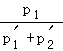 p₁
p₁′ + p₂′